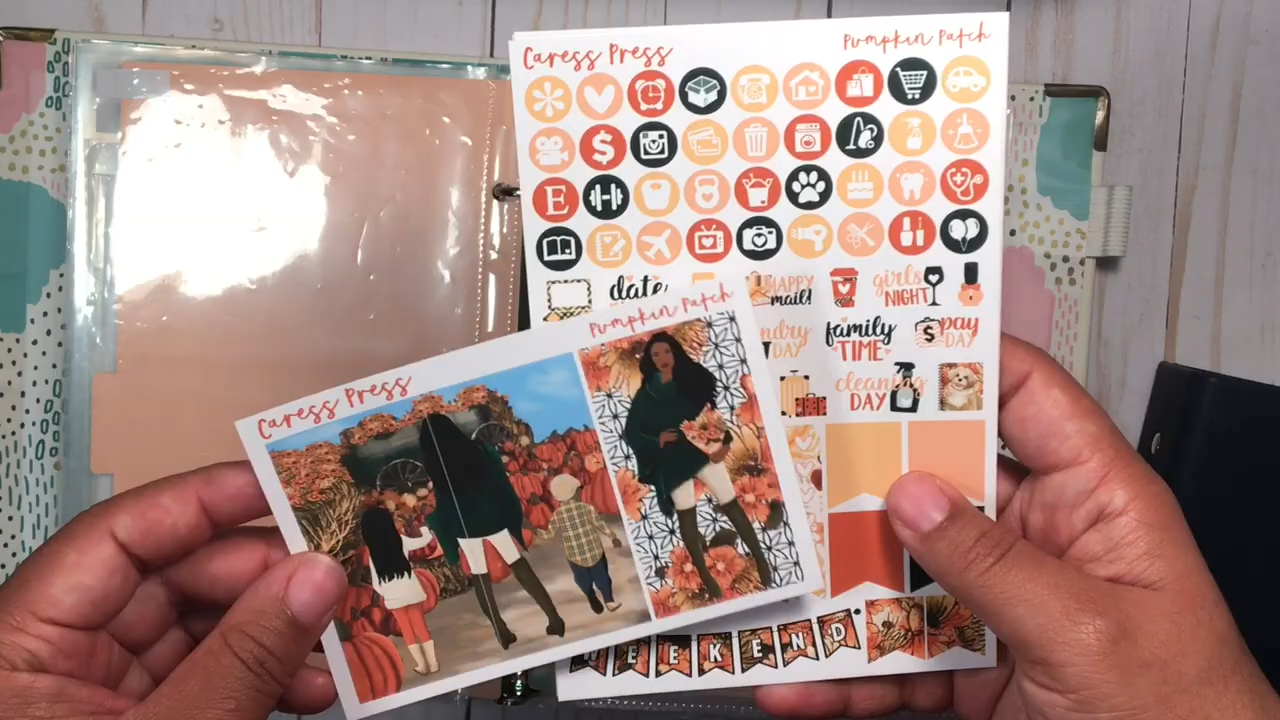 Caress Press
Pumpkin Patch
$
E
date
HAPPY mail!
girls NIGHT
DAY
family TIME
$ pay DAY
cleaning DAY
Caress Press
Pumpkin Patch
WEEKEND